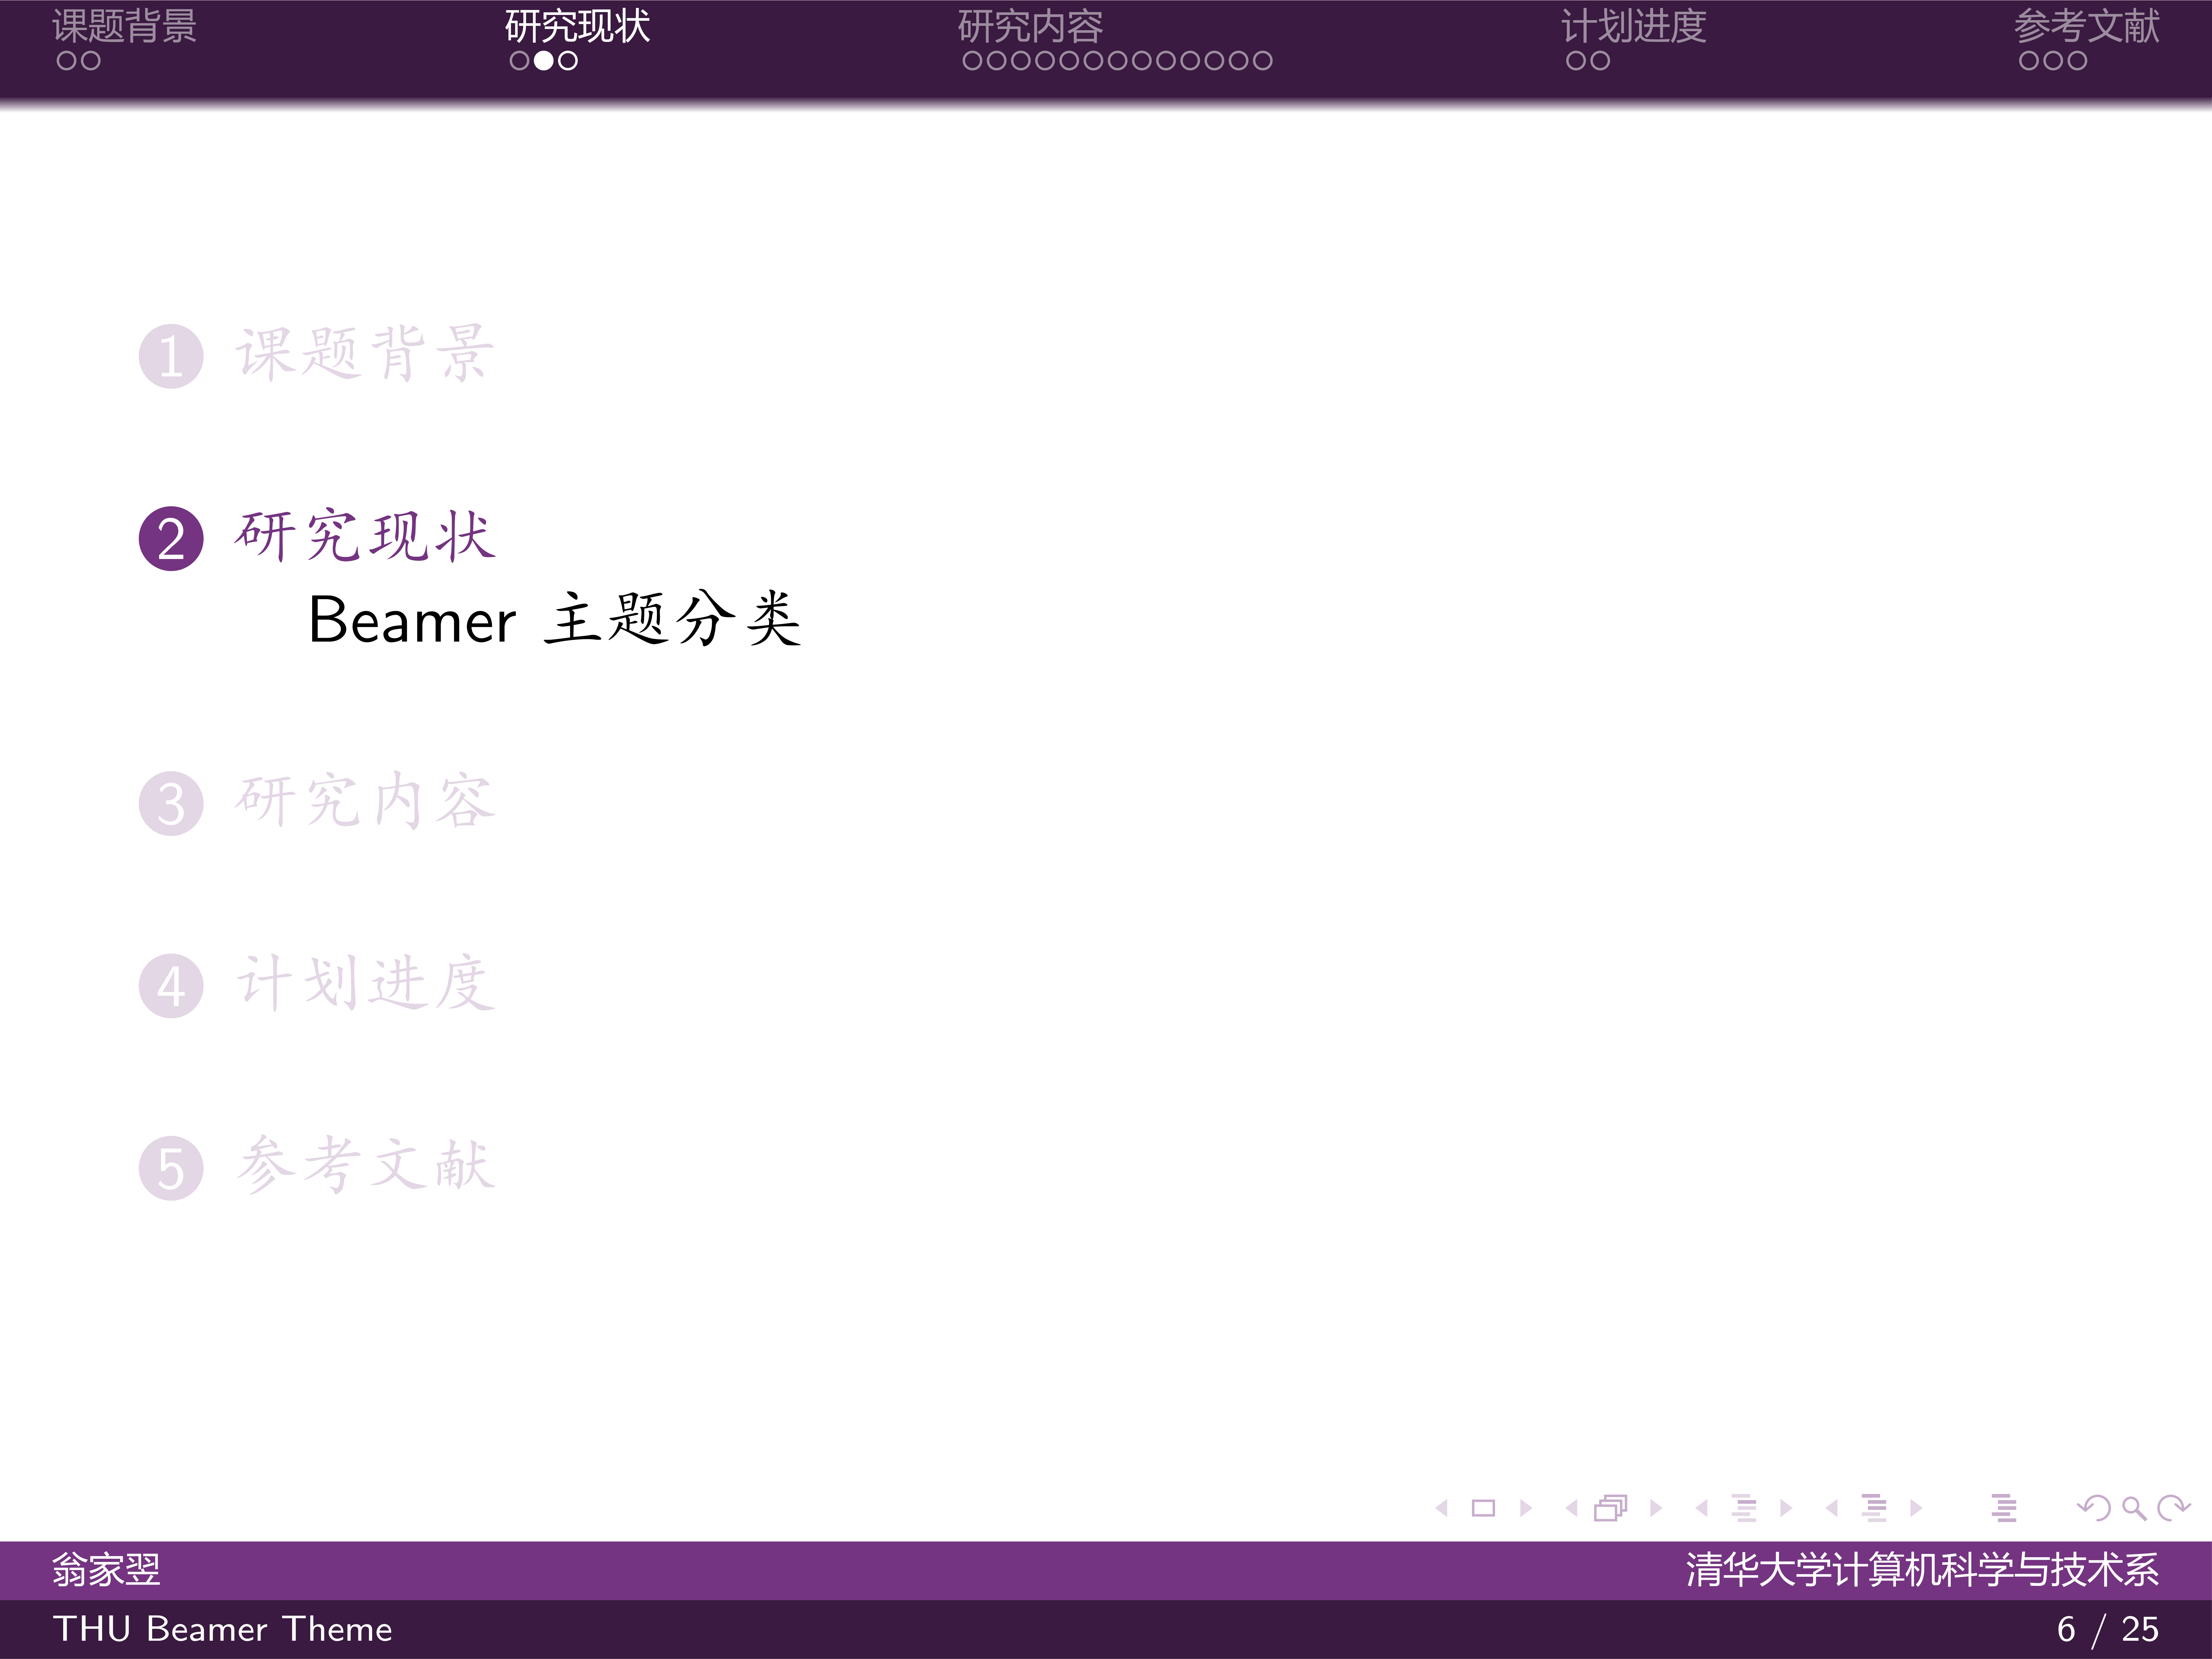 课题背景 研究现状 研究内容 计划进度 参考文献
1 课题背景
2 研究现状
Beamer 主题分类
3 研究内容
4 计划进度
5 参考文献
翁家翌 清华大学计算机科学与技术系
THU Beamer Theme 6 / 25